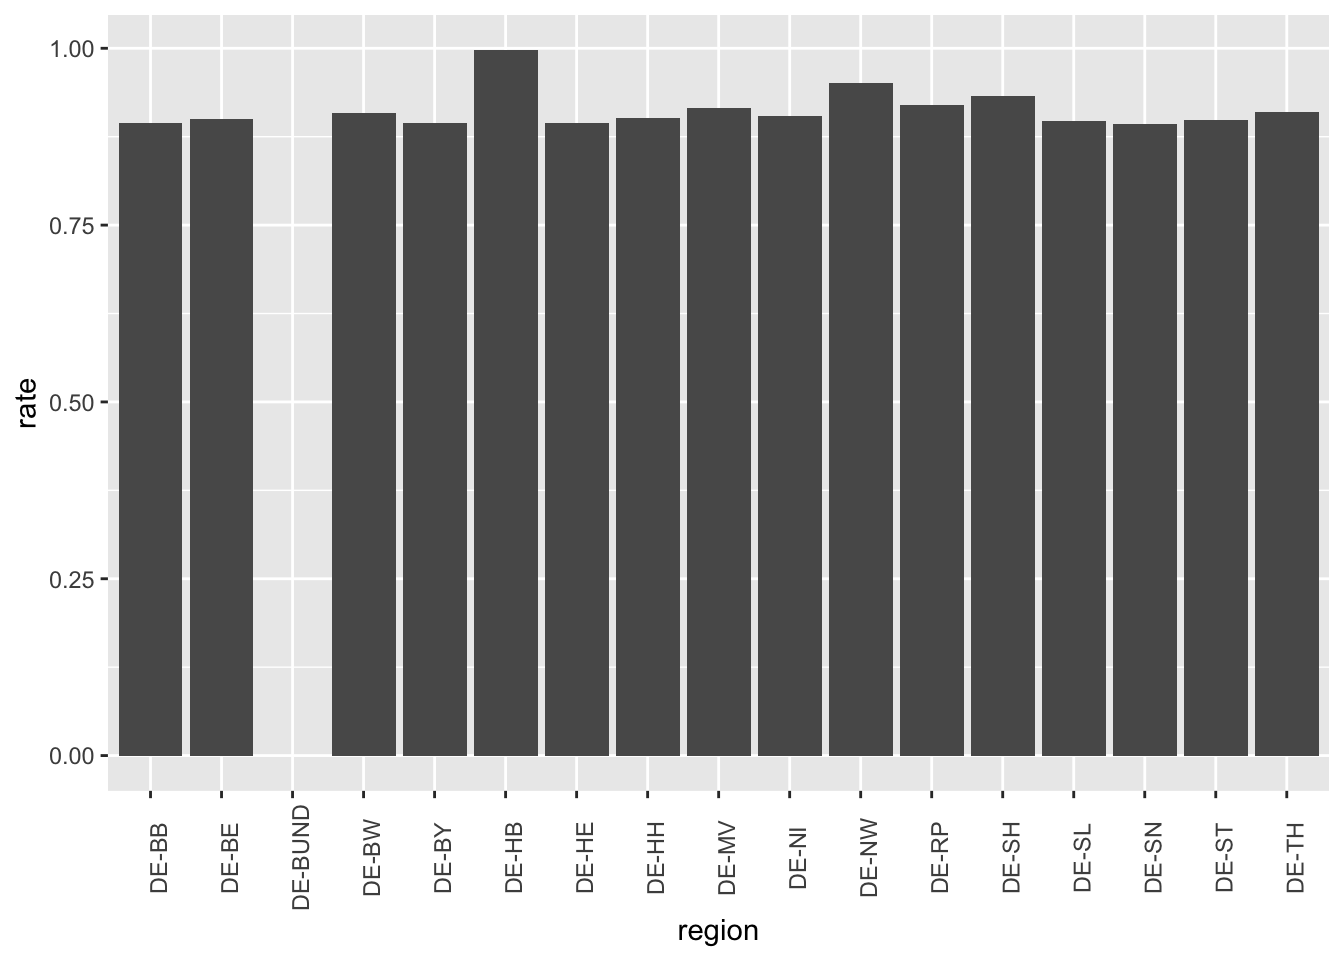 1.00
0.75
0.50
0.25
0.00
rate
DE-BB
DE-BE
DE-BUND
DE-BW
DE-BY
DE-HB
DE-HE
DE-HH
DE-MV
DE-NI
DE-NW
DE-RP
DE-SH
DE-SL
DE-SN
DE-ST
DE-TH
region